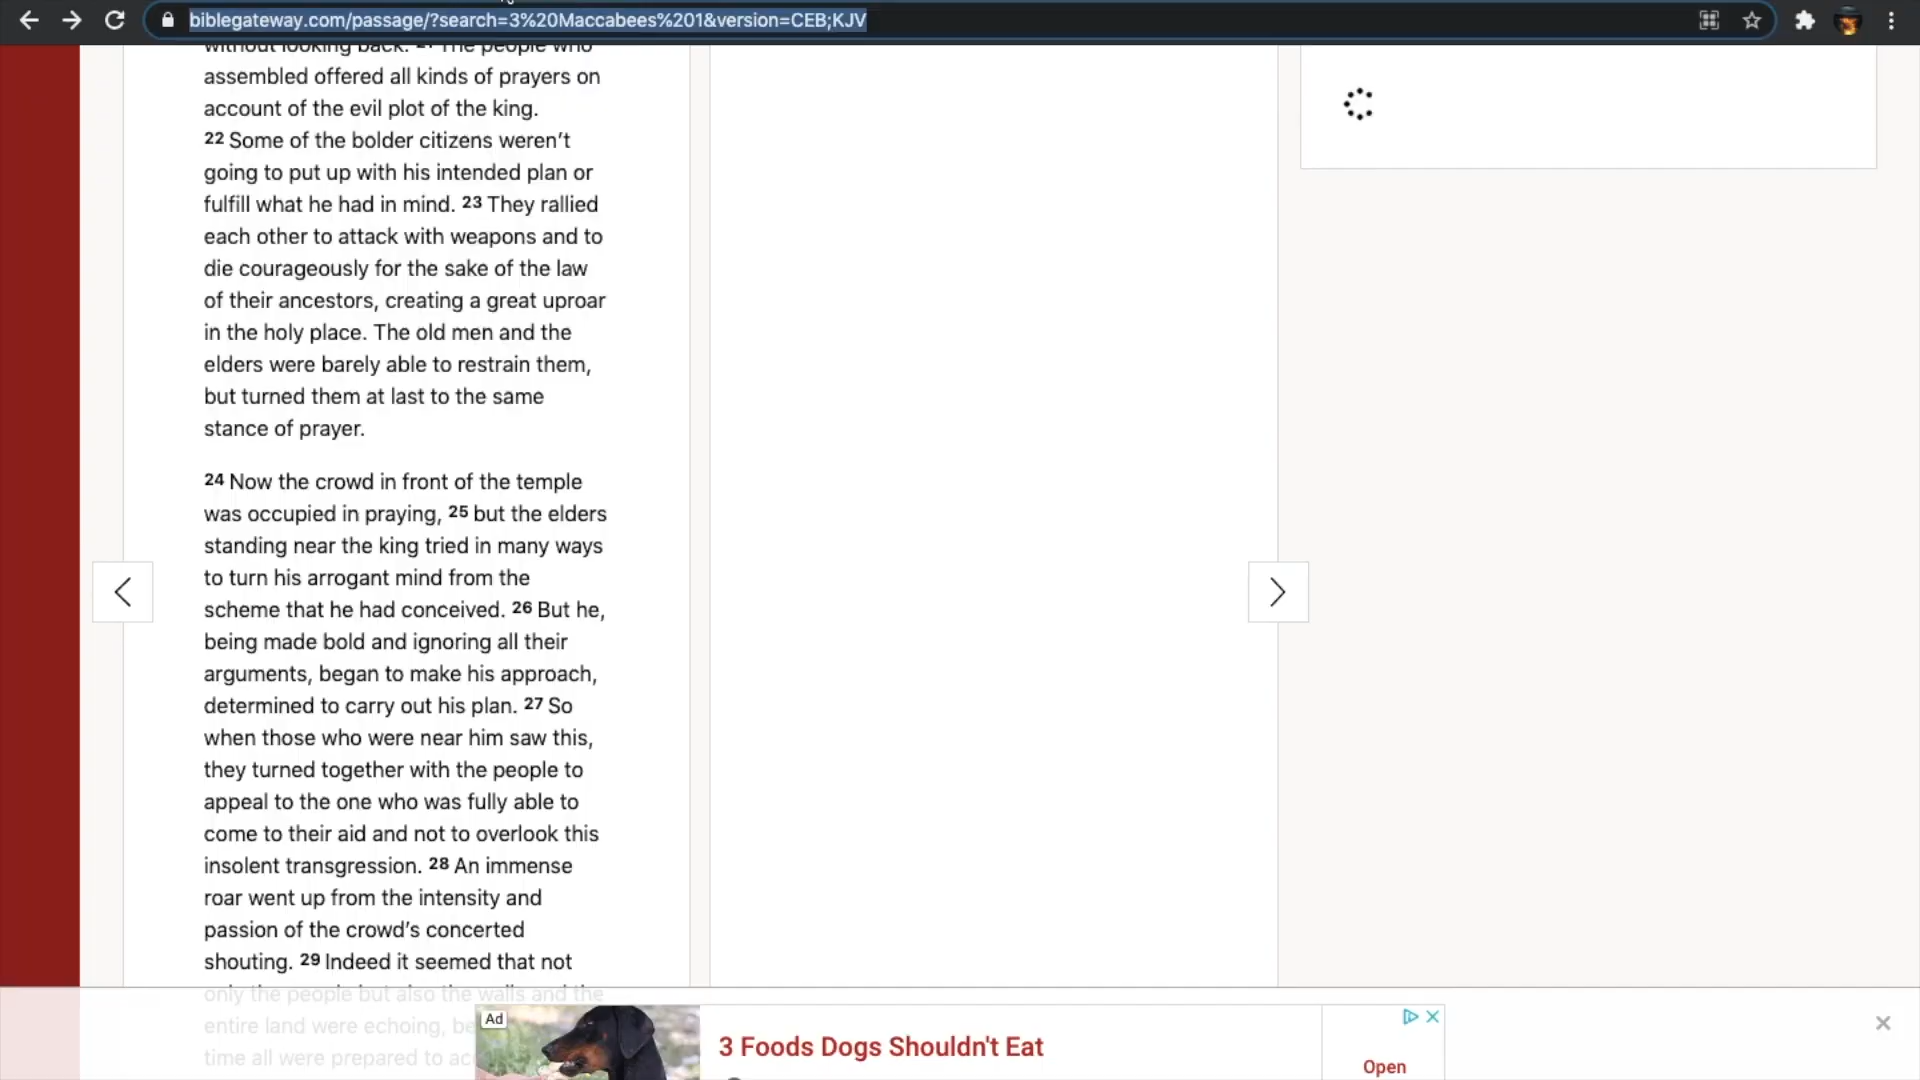 biblegateway.com/passage/?search=3%20Maccabees%201&version=CEB;KJV
without looking back. 21 The people who
assembled offered all kinds of prayers on
account of the evil plot of the king.
22 Some of the bolder citizens weren’t
going to put up with his intended plan or
fulfill what he had in mind. 23 They rallied
each other to attack with weapons and to
die courageously for the sake of the law
of their ancestors, creating a great uproar
in the holy place. The old men and the
elders were barely able to restrain them,
but turned them at last to the same
stance of prayer.
24 Now the crowd in front of the temple
was occupied in praying, 25 but the elders
standing near the king tried in many ways
to turn his arrogant mind from the
scheme that he had conceived. 26 But he,
being made bold and ignoring all their
arguments, began to make his approach,
determined to carry out his plan. 27 So
when those who were near him saw this,
they turned together with the people to
appeal to the one who was fully able to
come to their aid and not to overlook this
insolent transgression. 28 An immense
roar went up from the intensity and
passion of the crowd’s concerted
shouting. 29 Indeed it seemed that not
only the people but also the walls and the
entire land were echoing, be
time all were prepared to ac
Ad
3 Foods Dogs Shouldn't Eat
Open